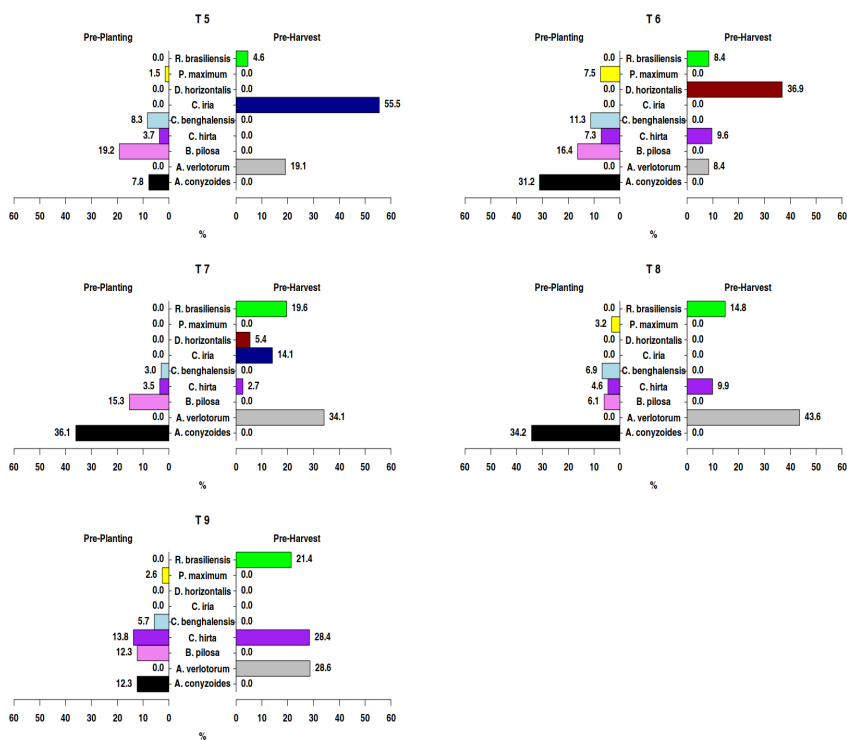 T 5
Pre-Planting Pre-Harvest
0.0 R. brasiliensis 4.6
1.5 P. maximum 0.0
0.0 D. horizontalis 0.0
0.0 C. iria 55.5
8.3 C. benghalensis 0.0
3.7 C. hirta 0.0
19.2 B. pilosa 0.0
0.0 A. verlotorum 19.1
7.8 A. conyzoides 0.0
60 50 40 30 20 10 0 0 10 20 30 40 50 60
%
T 6
Pre-Planting Pre-Harvest
0.0 R. brasiliensis 8.4
7.5 P. maximum 0.0
0.0 D. horizontalis 36.9
0.0 C. iria 0.0
11.3 C. benghalensis 0.0
7.3 C. hirta 9.6
16.4 B. pilosa 0.0
0.0 A. verlotorum 8.4
31.2 A. conyzoides 0.0
60 50 40 30 20 10 0 0 10 20 30 40 50 60
%
T 7
Pre-Planting Pre-Harvest
0.0 R. brasiliensis 19.6
0.0 P. maximum 0.0
0.0 D. horizontalis 5.4
0.0 C. iria 14.1
3.0 C. benghalensis 0.0
3.5 C. hirta 2.7
15.3 B. pilosa 0.0
0.0 A. verlotorum 34.1
36.1 A. conyzoides 0.0
60 50 40 30 20 10 0 0 10 20 30 40 50 60
%
T 8
Pre-Planting Pre-Harvest
0.0 R. brasiliensis 14.8
3.2 P. maximum 0.0
0.0 D. horizontalis 0.0
0.0 C. iria 0.0
6.9 C. benghalensis 0.0
4.6 C. hirta 9.9
6.1 B. pilosa 0.0
0.0 A. verlotorum 43.6
34.2 A. conyzoides 0.0
60 50 40 30 20 10 0 0 10 20 30 40 50 60
%
T 9
Pre-Planting Pre-Harvest
0.0 R. brasiliensis 21.4
2.6 P. maximum 0.0
0.0 D. horizontalis 0.0
0.0 C. iria 0.0
5.7 C. benghalensis 0.0
13.8 C. hirta 28.4
12.3 B. pilosa 0.0
0.0 A. verlotorum 28.6
12.3 A. conyzoides 0.0
60 50 40 30 20 10 0 0 10 20 30 40 50 60
%